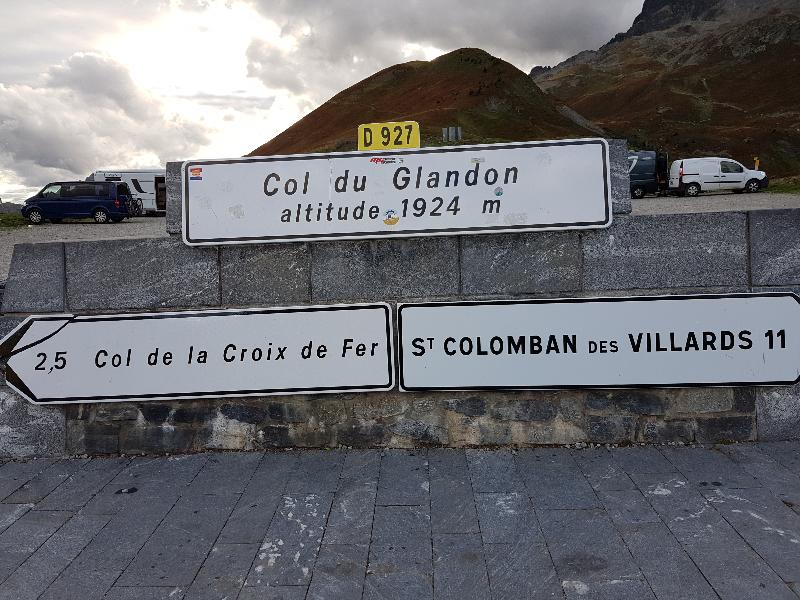 D 927
Col du Glandon
altitude 1924 m
2,5 Col de la Croix de Fer
ST COLOMBAN DES VILLARDS 11